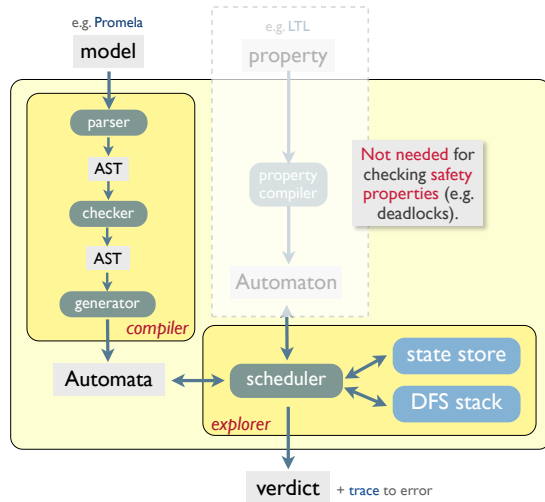 e.g. Promela
model
e.g. LTL
property
parser
AST
checker
AST
generator
compiler
property
compiler
Automaton
Not needed for
checking safety
properties (e.g.
deadlocks).
Automata
scheduler
state store
DFS stack
explorer
verdict
+ trace to error